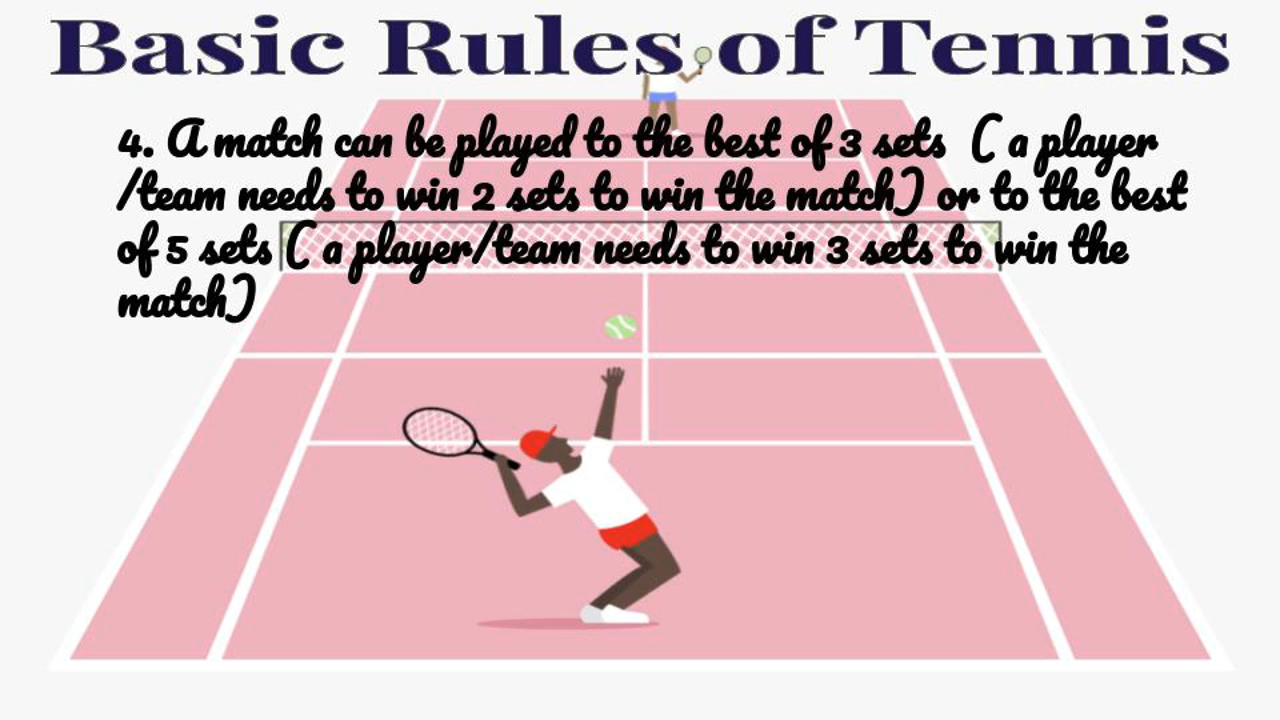 Basic Rules of Tennis
4. A match can be played to the best of 3 sets ( a player
/team needs to win 2 sets to win the match) or to the best
of 5 sets ( a player/team needs to win 3 sets to win the
match)